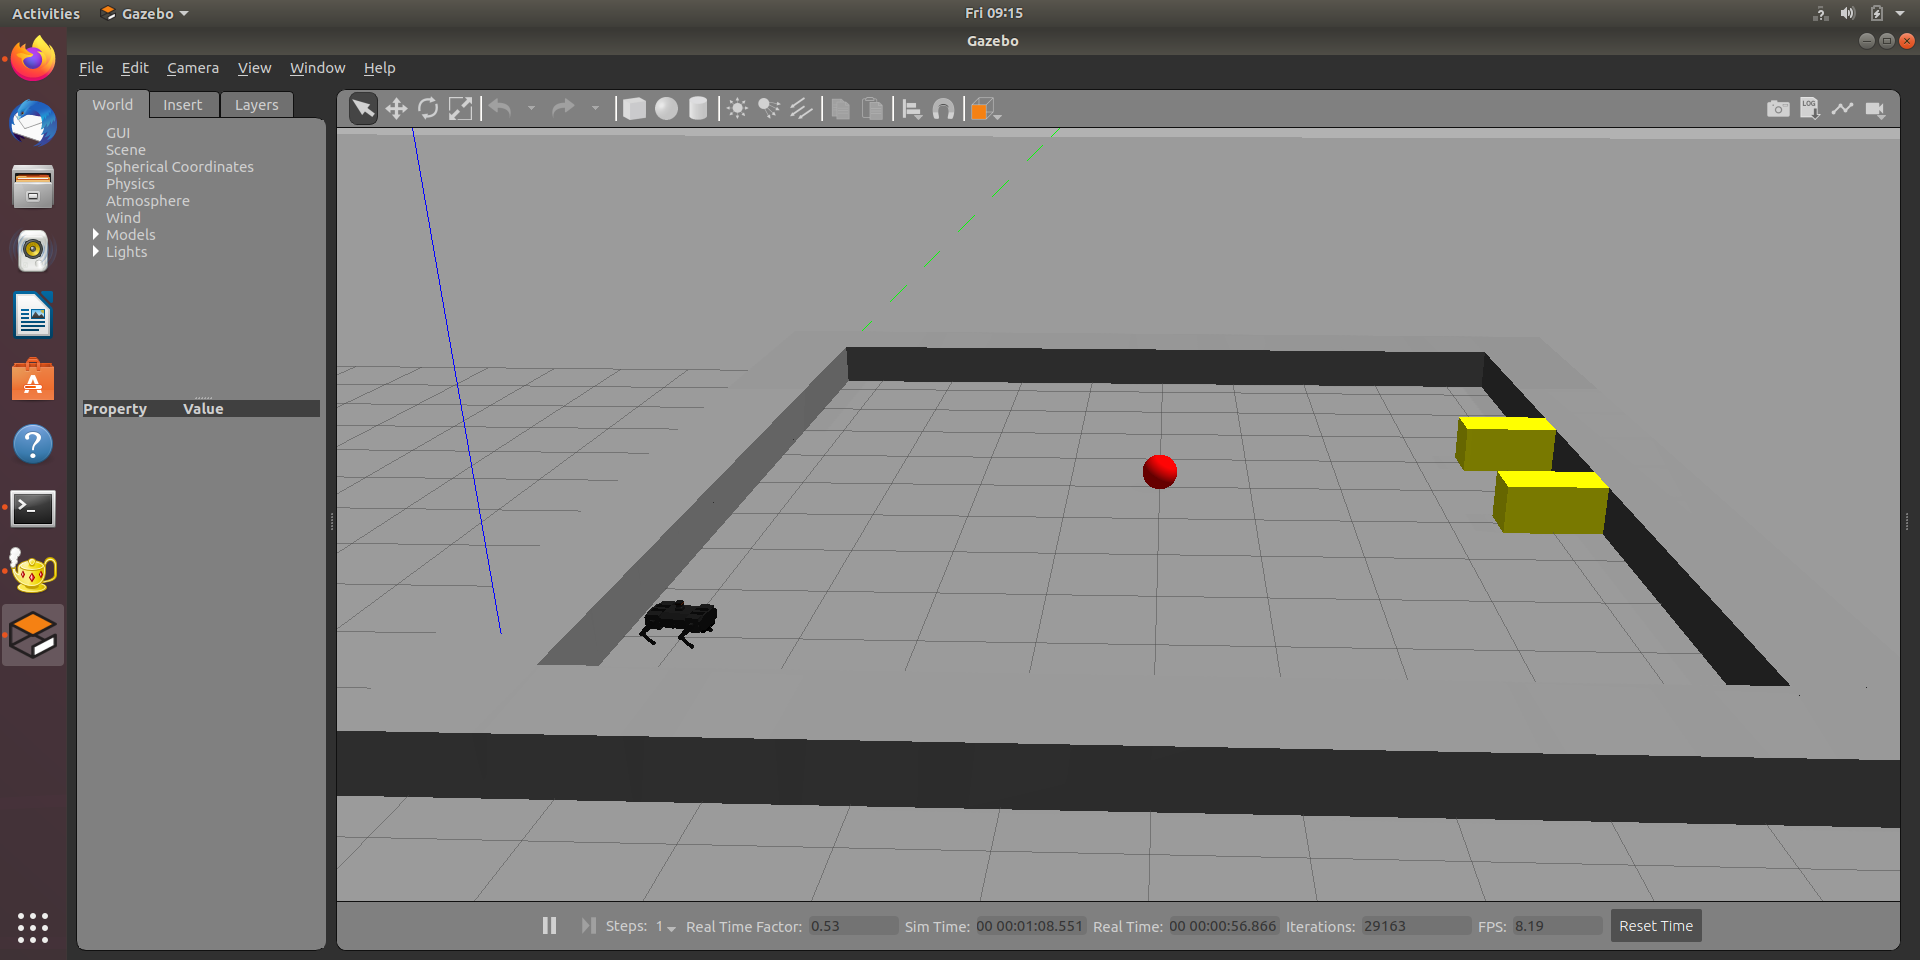 Activities Gazebo Fri 09:15
Gazebo
File Edit Camera View Window Help
World Insert Layers
GUI
Scene
Spherical Coordinates
Physics
Atmosphere
Wind
Models
Lights
Property Value
LOG
Steps: 1 Real Time Factor: 0.53 Sim Time: 00 00:01:08.551 Real Time: 00 00:00:56.866 Iterations: 29163 FPS: 8.19 Reset Time